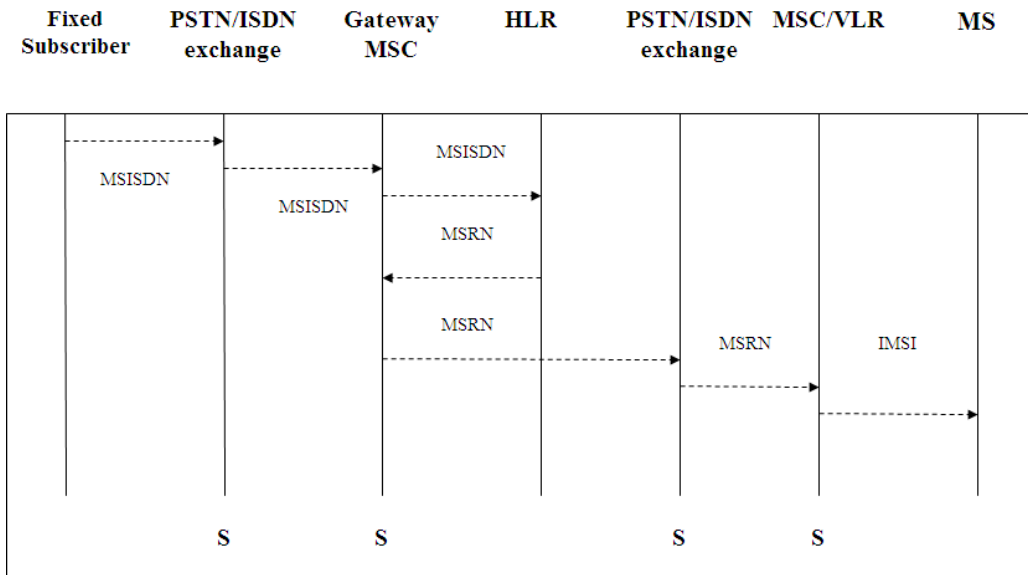 Fixed
Subscriber
PSTN/ISDN
exchange
Gateway
MSC
HLR
PSTN/ISDN
exchange
MSC/VLR
MS
MSISDN
MSISDN
MSISDN
MSRN
MSRN
MSRN
IMSI
S
S
S
S